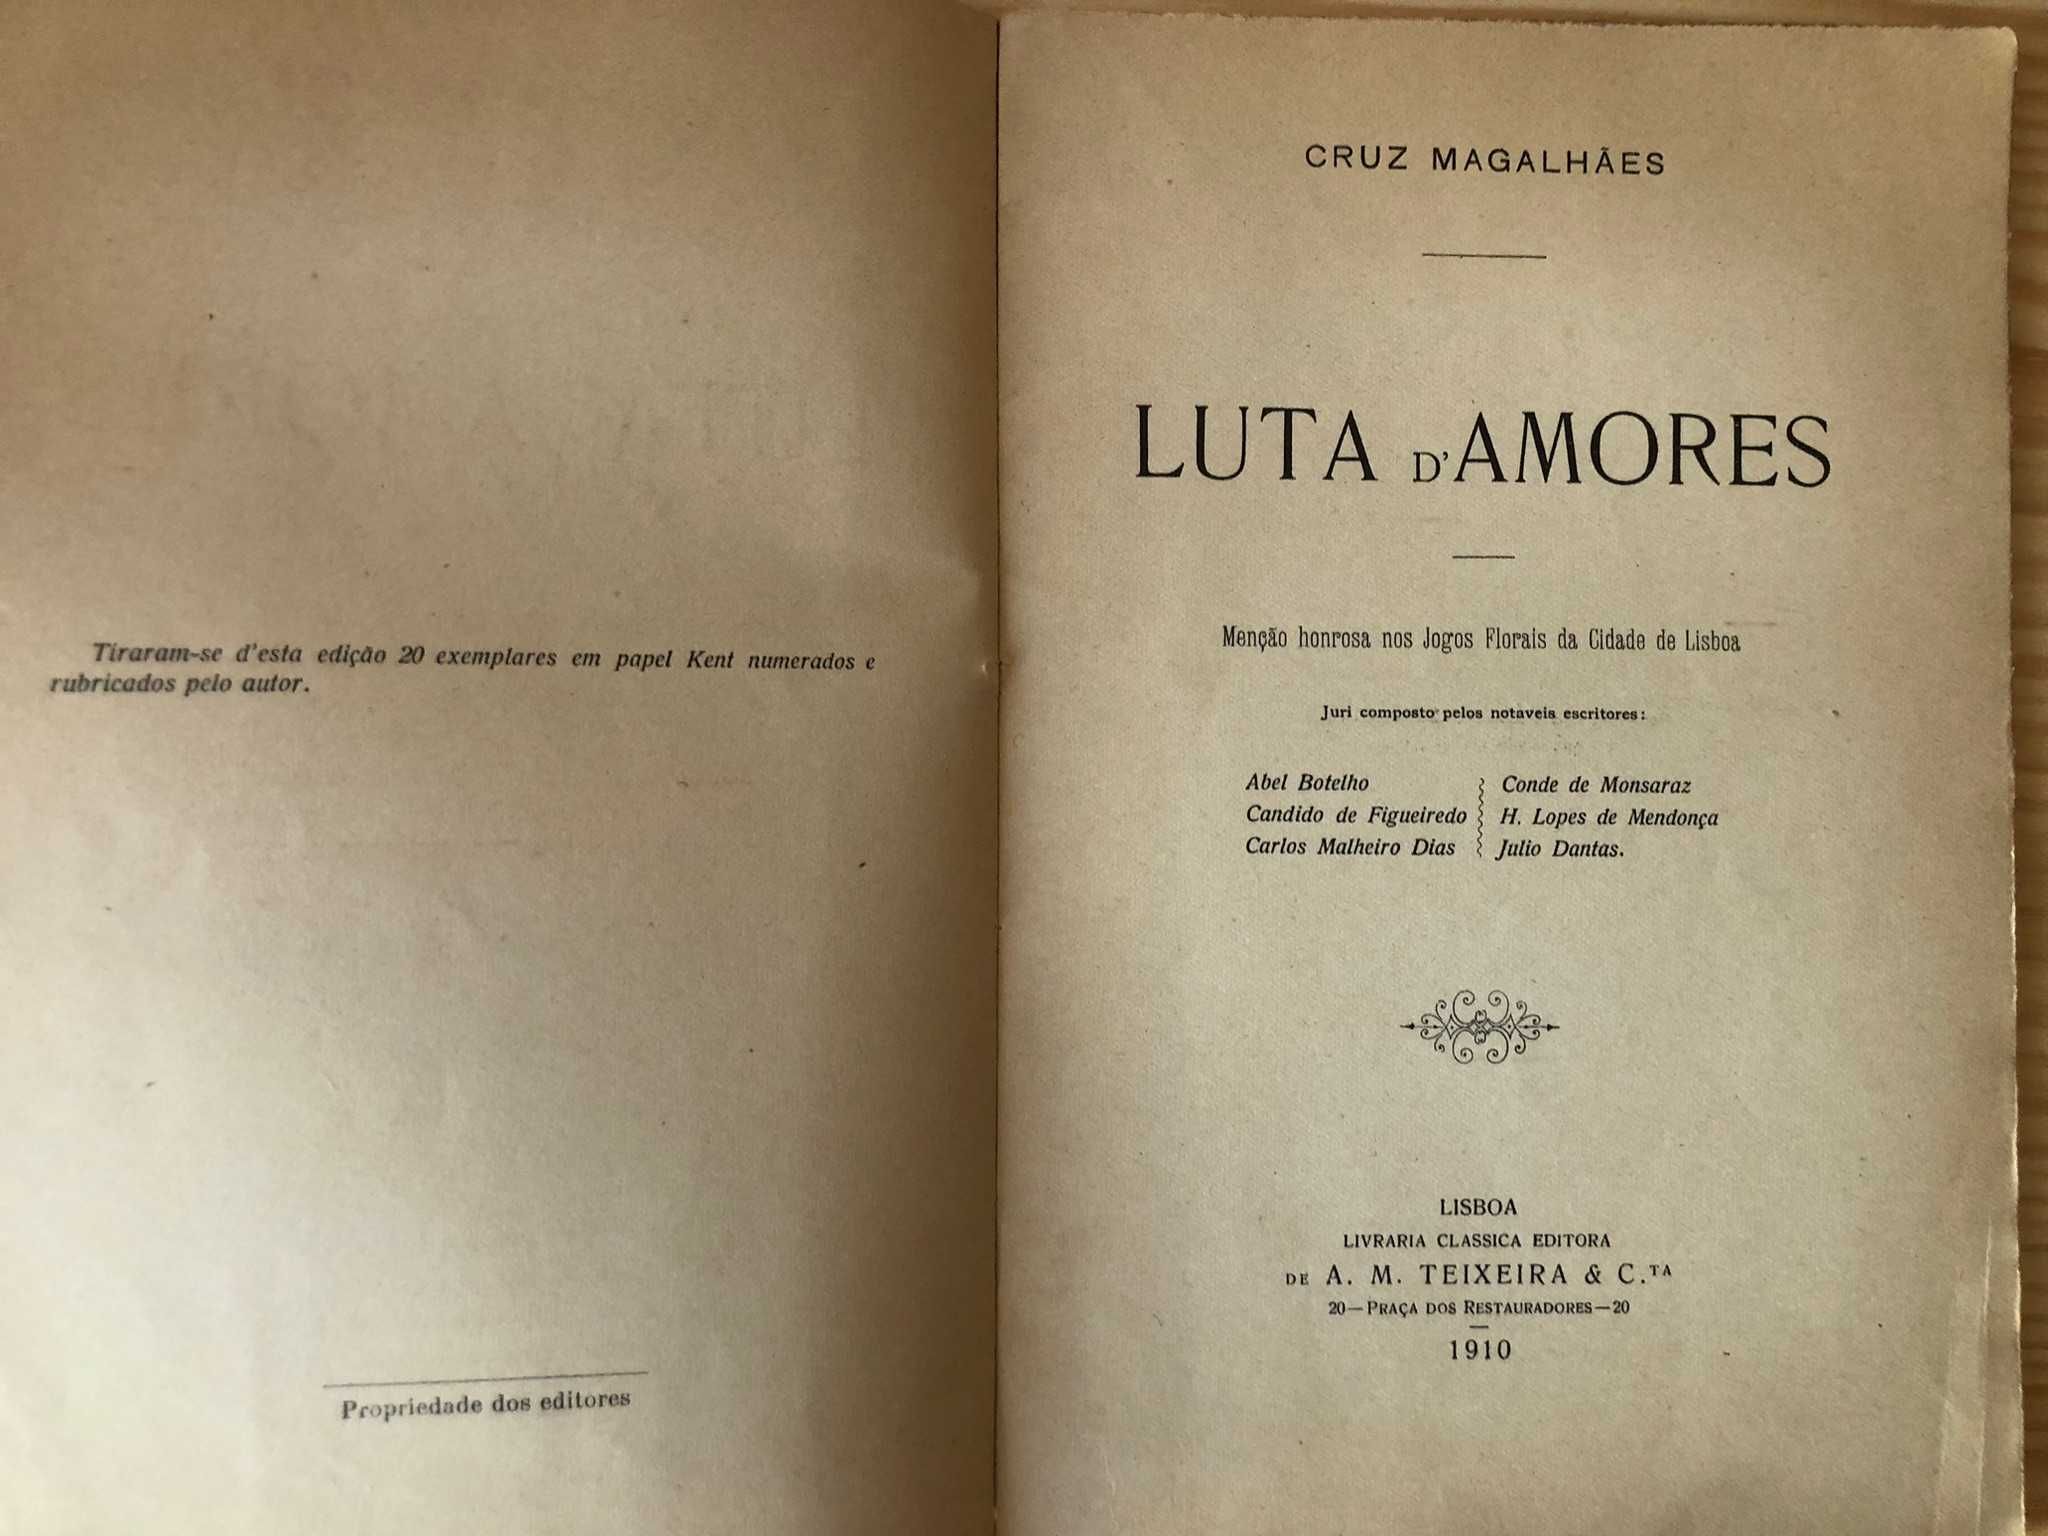 Tiraram-se d'esta edição 20 exemplares em papel Kent numerados e
rubricados pelo autor.
Propriedade dos editores
CRUZ MAGALHÃES
LUTA D'AMORES
Menção honrosa nos Jogos Florais da Cidade de Lisboa
Juri composto pelos notaveis escritores:
Abel Botelho
Candido de Figueiredo
Carlos Malheiro Dias
Conde de Monsaraz
H. Lopes de Mendonça
Julio Dantas.
LISBOA
LIVRARIA CLASSICA EDITORA
DE A. M. TEIXEIRA & C.TA
20—PRAÇA DOS RESTAURADORES—20
1910